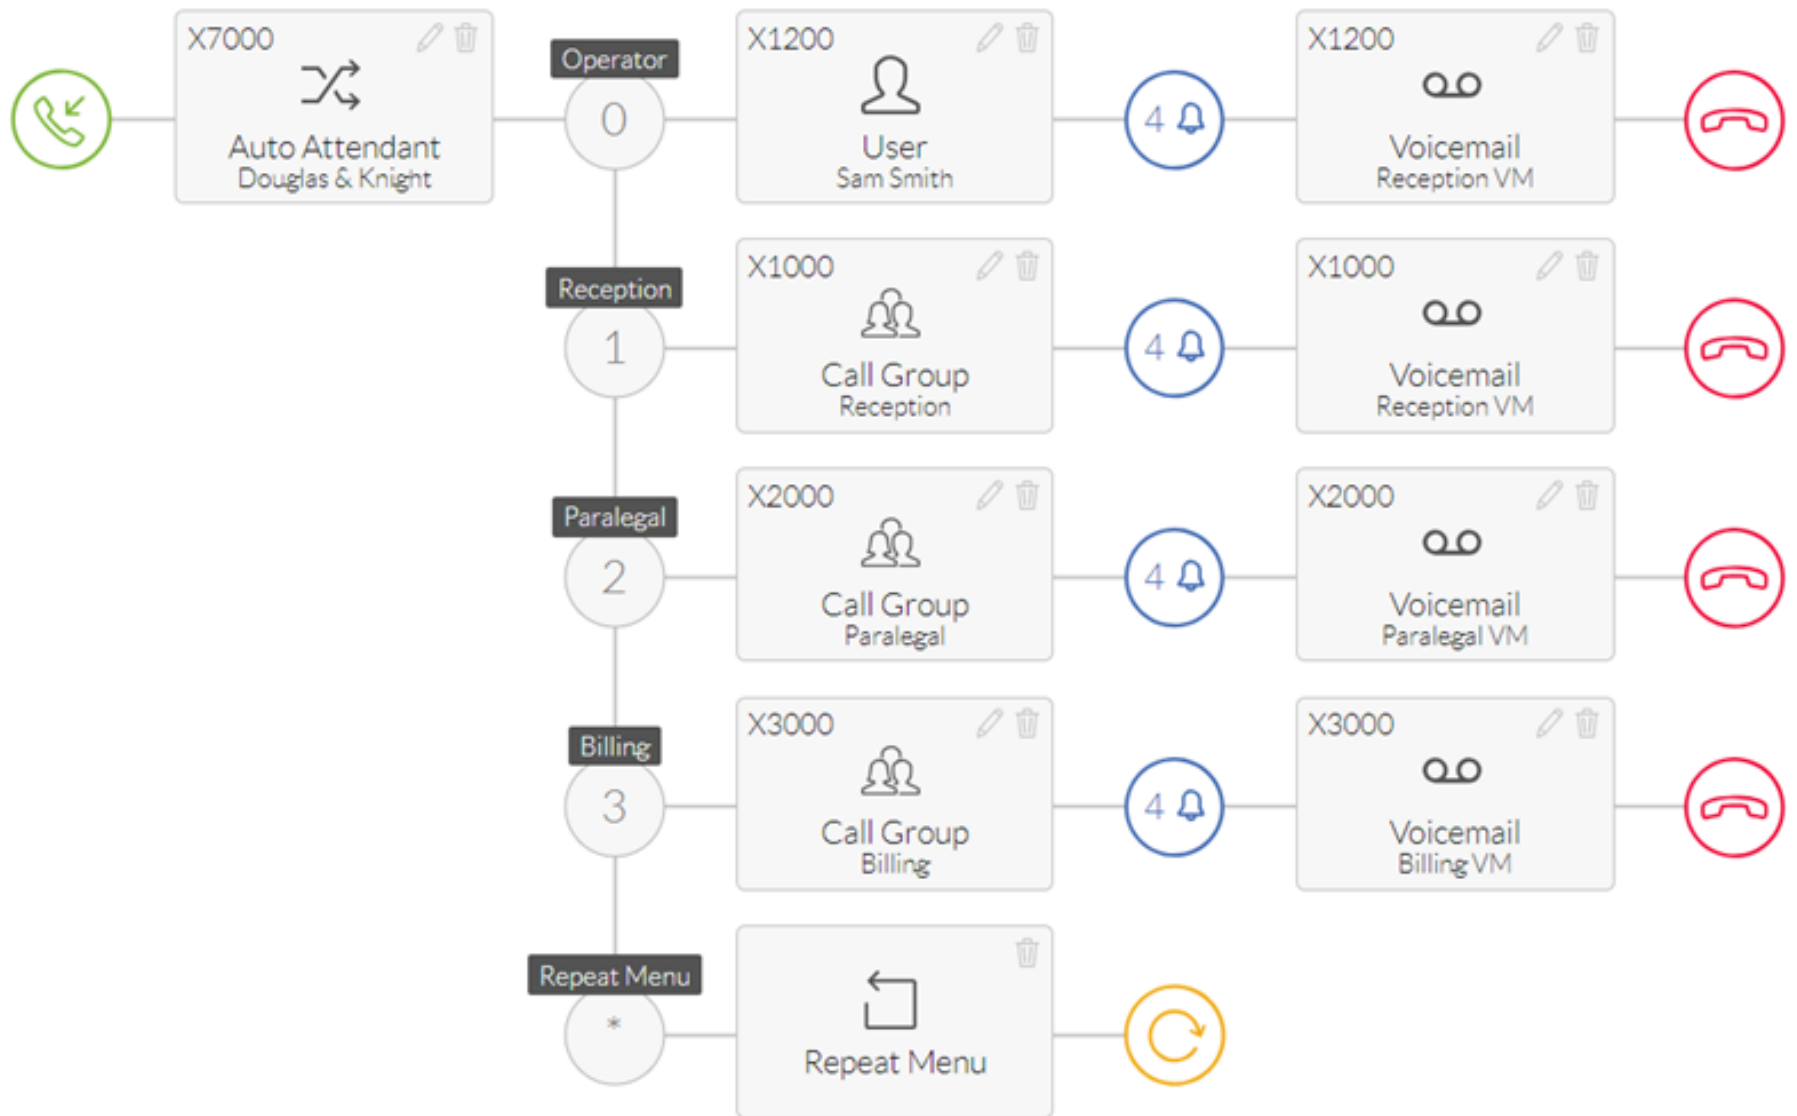 X7000
Auto Attendant
Douglas & Knight
Operator
0
X1200
User
Sam Smith
4
X1200
Voicemail
Reception VM
Reception
1
X1000
Call Group
Reception
4
X1000
Voicemail
Reception VM
Paralegal
2
X2000
Call Group
Paralegal
4
X2000
Voicemail
Paralegal VM
Billing
3
X3000
Call Group
Billing
4
X3000
Voicemail
Billing VM
Repeat Menu
*
Repeat Menu